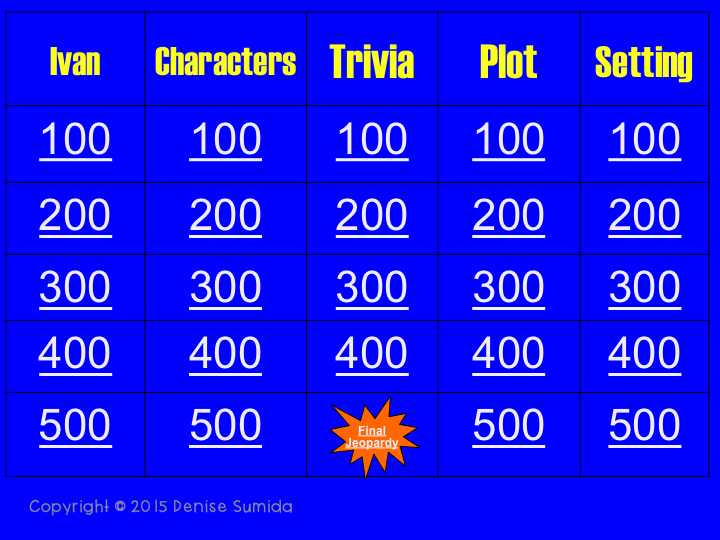 Ivan Characters Trivia Plot Setting
100 100 100 100 100
200 200 200 200 200
300 300 300 300 300
400 400 400 400 400
500 500 Final Jeopardy 500 500
Copyright © 2015 Denise Sumida